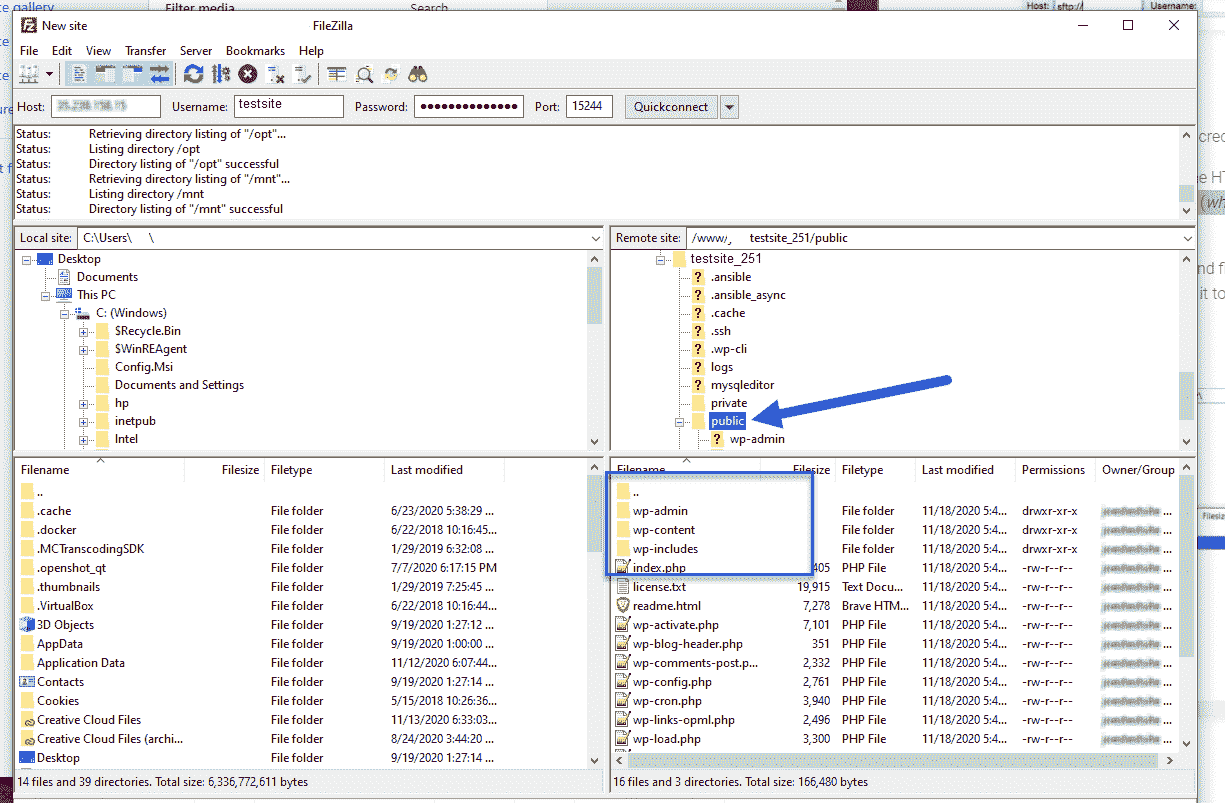 ce gallery
Filter media
Search
Host: sftp://
Username:
New site
FileZilla
File Edit View Transfer Server Bookmarks Help
Host: Username: testsite Password: ●●●●●●●●●●●●●● Port: 15244 Quickconnect
Status: Retrieving directory listing of "/opt"...
Status: Listing directory /opt
Status: Directory listing of "/opt" successful
Status: Retrieving directory listing of "/mnt"...
Status: Listing directory /mnt
Status: Directory listing of "/mnt" successful
Local site: C:\Users\ \
Desktop
Documents
This PC
C: (Windows)
$Recycle.Bin
$WinREAgent
Config.Msi
Documents and Settings
hp
inetpub
Intel
Remote site: /www/ testsite_251/public
testsite_251
.ansible
.ansible_async
.cache
.ssh
.wp-cli
logs
mysqleditor
private
public
wp-admin
Filename Filesize Filetype Last modified
..
.cache File folder 6/23/2020 5:38:29 ...
.docker File folder 6/22/2018 10:16:45...
.MCTranscodingSDK File folder 1/29/2019 6:32:08 ...
.openshot_qt File folder 7/7/2020 6:17:15 PM
.thumbnails File folder 1/29/2019 7:25:45 ...
.VirtualBox File folder 6/22/2018 10:16:44...
3D Objects File folder 9/19/2020 1:27:12 ...
AppData File folder 9/19/2020 1:00:00 ...
Application Data File folder 11/12/2020 6:07:44...
Contacts File folder 9/19/2020 1:27:14 ...
Cookies File folder 5/15/2018 10:26:36...
Creative Cloud Files File folder 11/13/2020 6:33:03...
Creative Cloud Files (archi... File folder 8/24/2020 3:44:20 ...
Desktop File folder 9/19/2020 1:27:14 ...
14 files and 39 directories. Total size: 6,336,772,611 bytes
Filename Filesize Filetype Last modified Permissions Owner/Group
..
wp-admin File folder 11/18/2020 5:4... drwxr-xr-x ...
wp-content File folder 11/18/2020 5:4... drwxr-xr-x ...
wp-includes File folder 11/18/2020 5:4... drwxr-xr-x ...
index.php 405 PHP File 11/18/2020 5:4... -rw-r--r-- ...
license.txt 19,915 Text Docu... 11/18/2020 5:4... -rw-r--r-- ...
readme.html 7,278 Brave HTM... 11/18/2020 5:4... -rw-r--r-- ...
wp-activate.php 7,101 PHP File 11/18/2020 5:4... -rw-r--r-- ...
wp-blog-header.php 351 PHP File 11/18/2020 5:4... -rw-r--r-- ...
wp-comments-post.p... 2,332 PHP File 11/18/2020 5:4... -rw-r--r-- ...
wp-config.php 2,761 PHP File 11/18/2020 5:4... -rw-r--r-- ...
wp-cron.php 3,940 PHP File 11/18/2020 5:4... -rw-r--r-- ...
wp-links-opml.php 2,496 PHP File 11/18/2020 5:4... -rw-r--r-- ...
wp-load.php 3,300 PHP File 11/18/2020 5:4... -rw-r--r-- ...
16 files and 3 directories. Total size: 166,480 bytes